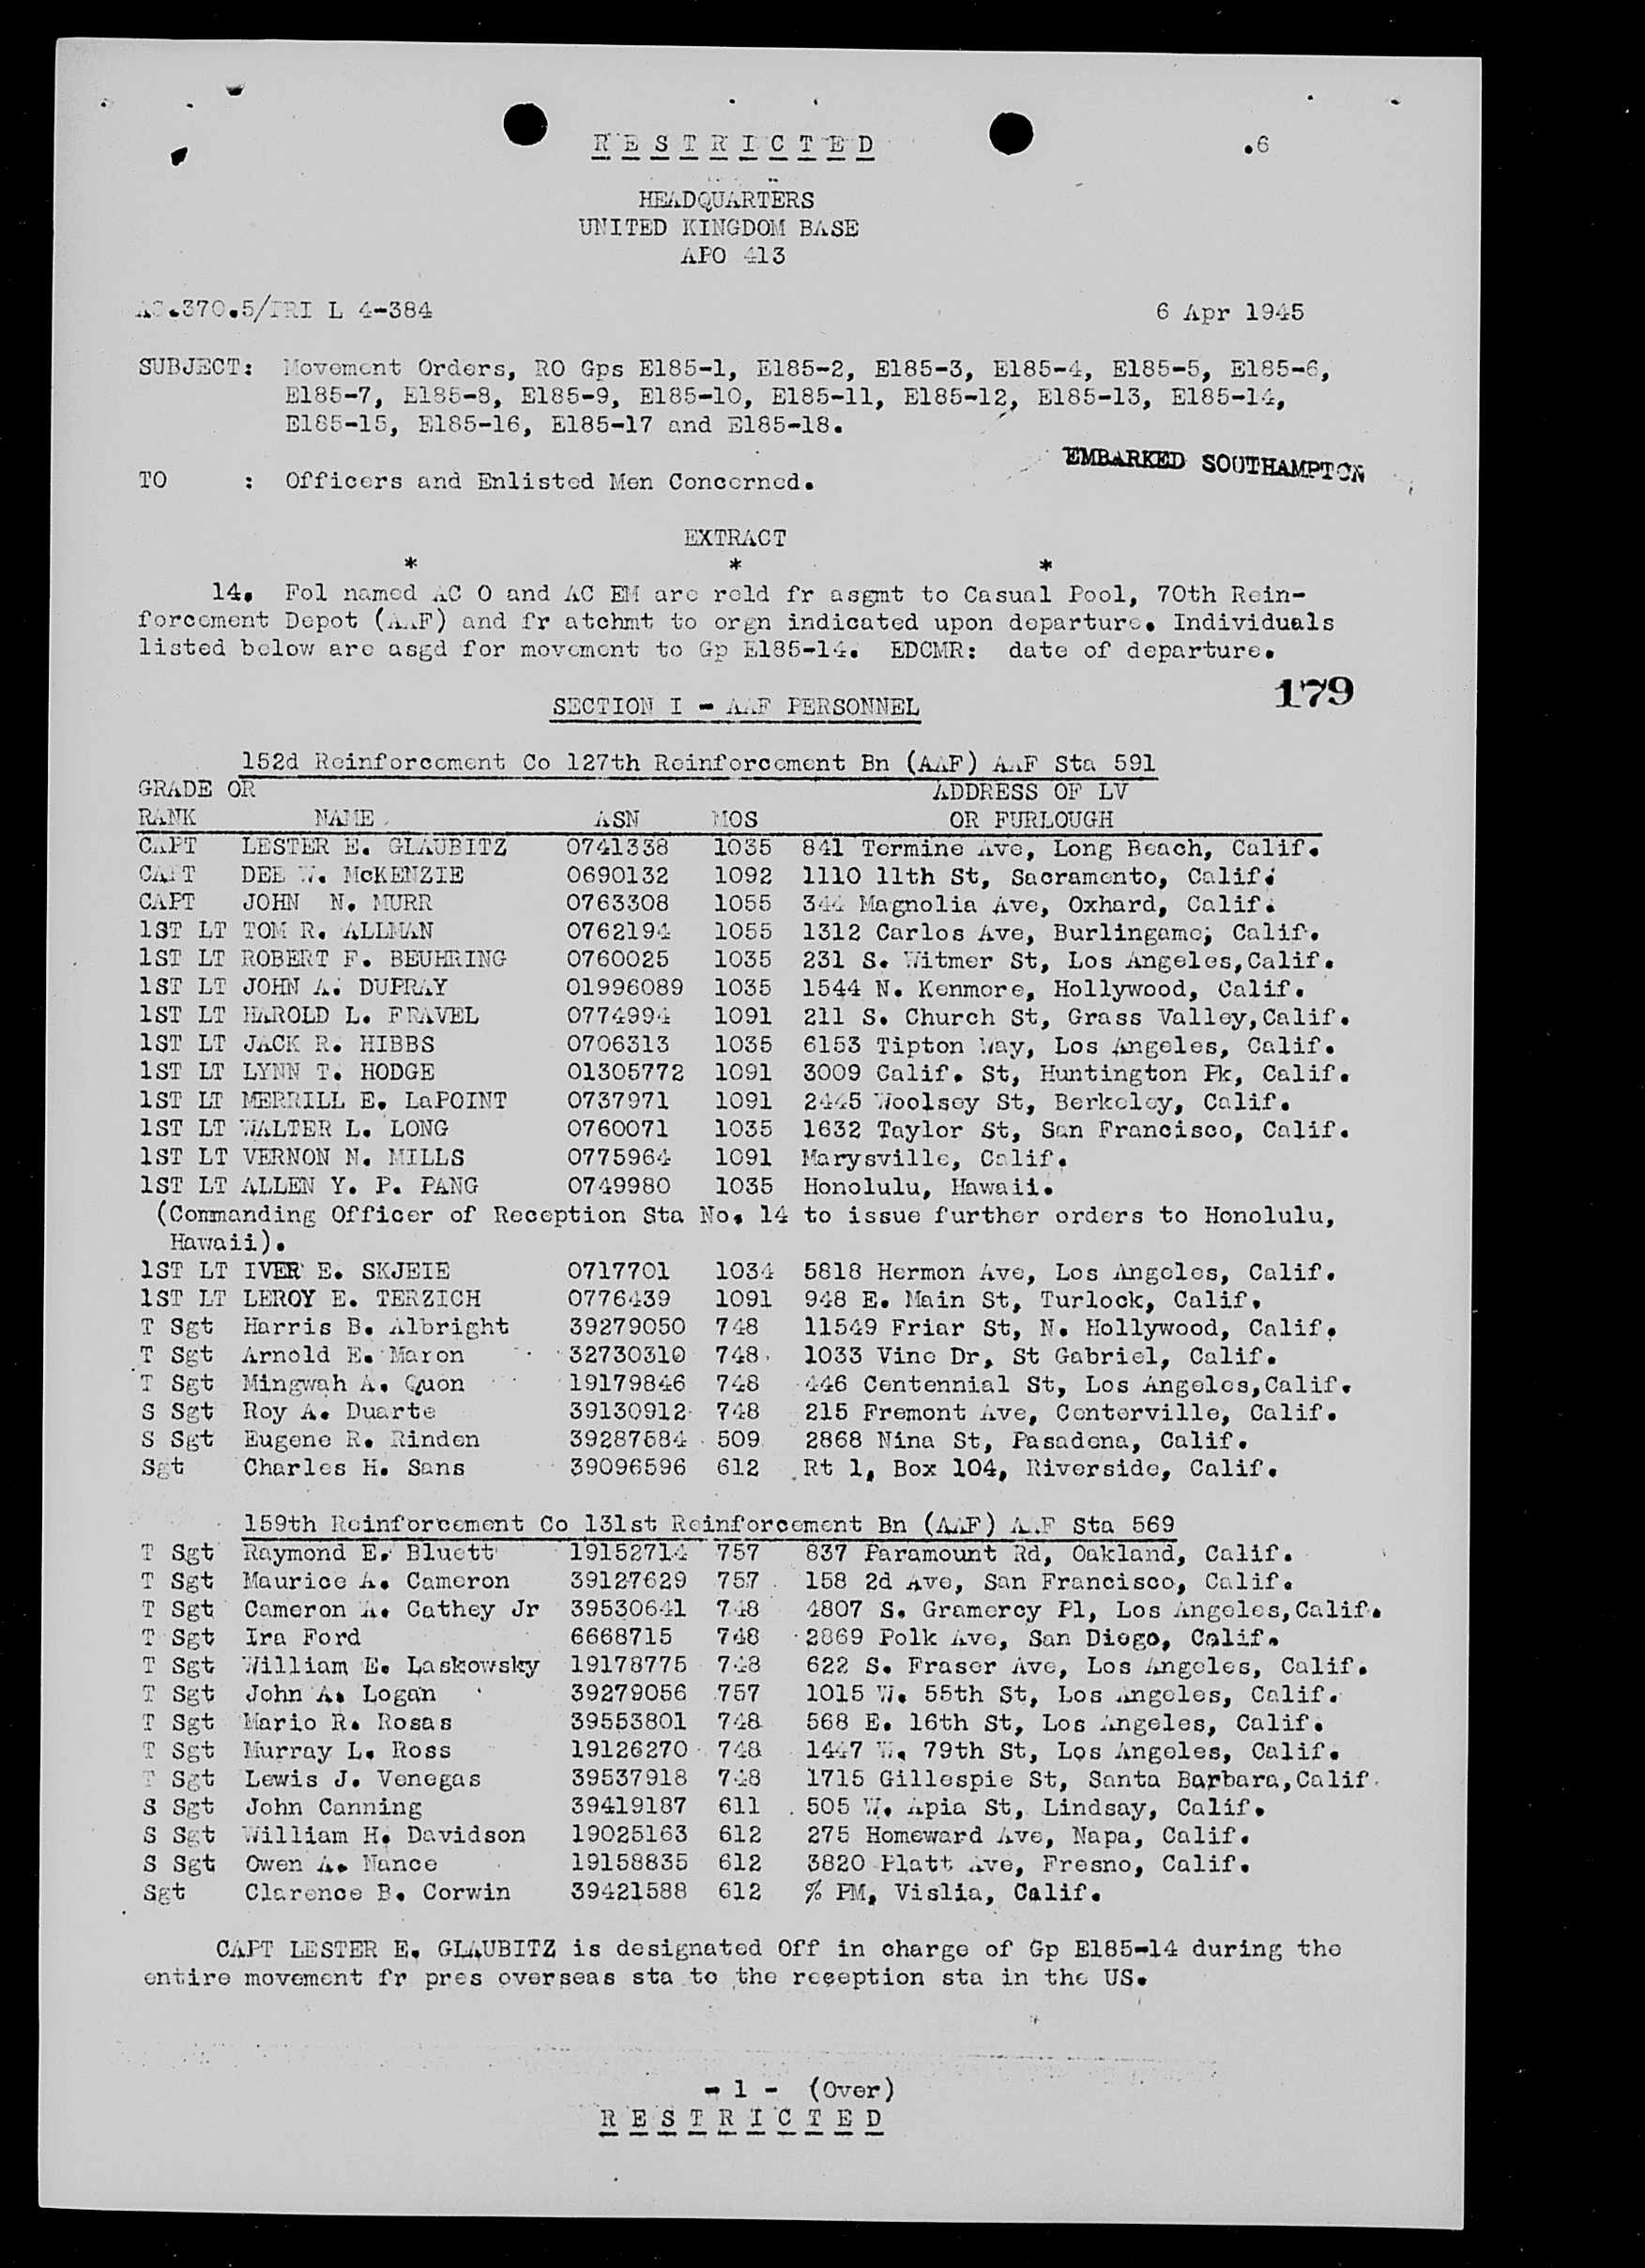 RESTRICTED
.6
HEADQUARTERS
UNITED KINGDOM BASE
APO 413
AG.370.5/TRI L 4-384 6 Apr 1945
SUBJECT: Movement Orders, RO Gps E185-1, E185-2, E185-3, E185-4, E185-5, E185-6,
E185-7, E185-8, E185-9, E185-10, E185-11, E185-12, E185-13, E185-14,
E185-15, E185-16, E185-17 and E185-18.
EMBARKED SOUTHAMPTON
TO : Officers and Enlisted Men Concerned.
EXTRACT
* * *
14. Fol named AC O and AC EM are reld fr asgmt to Casual Pool, 70th Rein-
forcement Depot (AAF) and fr atchmt to orgn indicated upon departure. Individuals
listed below are asgd for movement to Gp E185-14. EDCMR: date of departure.
179
SECTION I - AAF PERSONNEL
152d Reinforcement Co 127th Reinforcement Bn (AAF) AAF Sta 591
GRADE OR ADDRESS OF LV
RANK NAME ASN MOS OR FURLOUGH
CAPT LESTER E. GLAUBITZ 0741338 1035 841 Termine Ave, Long Beach, Calif.
CAPT DEE W. McKENZIE 0690132 1092 1110 11th St, Sacramento, Calif.
CAPT JOHN N. MURR 0763308 1055 344 Magnolia Ave, Oxhard, Calif.
1ST LT TOM R. ALLMAN 0762194 1055 1312 Carlos Ave, Burlingame; Calif.
1ST LT ROBERT F. BEUHRING 0760025 1035 231 S. Witmer St, Los Angeles,Calif.
1ST LT JOHN A. DUPRAY 01996089 1035 1544 N. Kenmore, Hollywood, Calif.
1ST LT HAROLD L. FRAVEL 0774994 1091 211 S. Church St, Grass Valley,Calif.
1ST LT JACK R. HIBBS 0706313 1035 6153 Tipton Way, Los Angeles, Calif.
1ST LT LYNN T. HODGE 01305772 1091 3009 Calif. St, Huntington Pk, Calif.
1ST LT MERRILL E. LaPOINT 0737971 1091 2445 Woolsey St, Berkeley, Calif.
1ST LT WALTER L. LONG 0760071 1035 1632 Taylor St, San Francisco, Calif.
1ST LT VERNON N. MILLS 0775964 1091 Marysville, Calif.
1ST LT ALLEN Y. P. PANG 0749980 1035 Honolulu, Hawaii.
(Commanding Officer of Reception Sta No. 14 to issue further orders to Honolulu,
Hawaii).
1ST LT IVER E. SKJEIE 0717701 1034 5818 Hermon Ave, Los Angeles, Calif.
1ST LT LEROY E. TERZICH 0776439 1091 948 E. Main St, Turlock, Calif.
T Sgt Harris B. Albright 39279050 748 11549 Friar St, N. Hollywood, Calif.
T Sgt Arnold E. Maron 32730310 748 1033 Vine Dr, St Gabriel, Calif.
T Sgt Mingwah A. Quon 19179846 748 446 Centennial St, Los Angeles,Calif.
S Sgt Roy A. Duarte 39130912 748 215 Fremont Ave, Centerville, Calif.
S Sgt Eugene R. Rinden 39287684 509 2868 Nina St, Pasadena, Calif.
Sgt Charles H. Sans 39096596 612 Rt 1, Box 104, Riverside, Calif.
159th Reinforcement Co 131st Reinforcement Bn (AAF) AAF Sta 569
T Sgt Raymond E. Bluett 19152714 757 837 Paramount Rd, Oakland, Calif.
T Sgt Maurice A. Cameron 39127629 757 158 2d Ave, San Francisco, Calif.
T Sgt Cameron A. Cathey Jr 39530641 748 4807 S. Gramercy Pl, Los Angeles,Calif.
T Sgt Ira Ford 6668715 748 2869 Polk Ave, San Diego, Calif.
T Sgt William E. Laskowsky 19178775 748 622 S. Fraser Ave, Los Angeles, Calif.
T Sgt John A. Logan 39279056 757 1015 W. 55th St, Los Angeles, Calif.
T Sgt Mario R. Rosas 39553801 748 568 E. 16th St, Los Angeles, Calif.
T Sgt Murray L. Ross 19126270 748 1447 W. 79th St, Los Angeles, Calif.
T Sgt Lewis J. Venegas 39537918 748 1715 Gillespie St, Santa Barbara,Calif.
S Sgt John Canning 39419187 611 505 W. Apia St, Lindsay, Calif.
S Sgt William H. Davidson 19025163 612 275 Homeward Ave, Napa, Calif.
S Sgt Owen A. Nance 19158835 612 3820 Platt Ave, Fresno, Calif.
Sgt Clarence B. Corwin 39421588 612 % PM, Vislia, Calif.
CAPT LESTER E. GLAUBITZ is designated Off in charge of Gp E185-14 during the
entire movement fr pres overseas sta to the reception sta in the US.
- 1 - (Over)
RESTRICTED